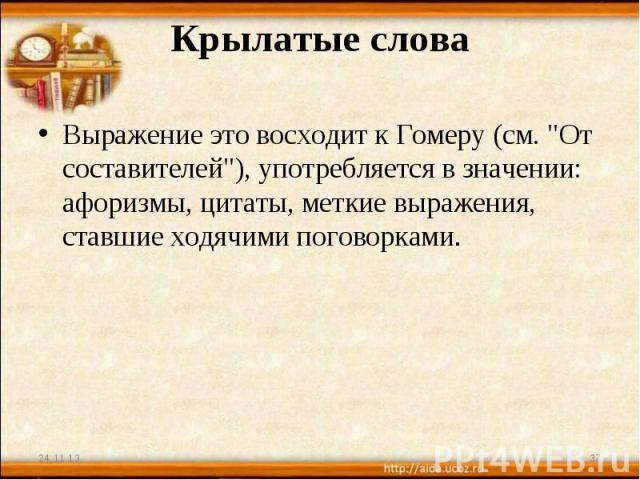 Крылатые слова
• Выражение это восходит к Гомеру (см. "От
составителей"), употребляется в значении:
афоризмы, цитаты, меткие выражения,
ставшие ходячими поговорками.
24.11.13
37
PPt4WEB.ru
http://aida.ucoz.ru